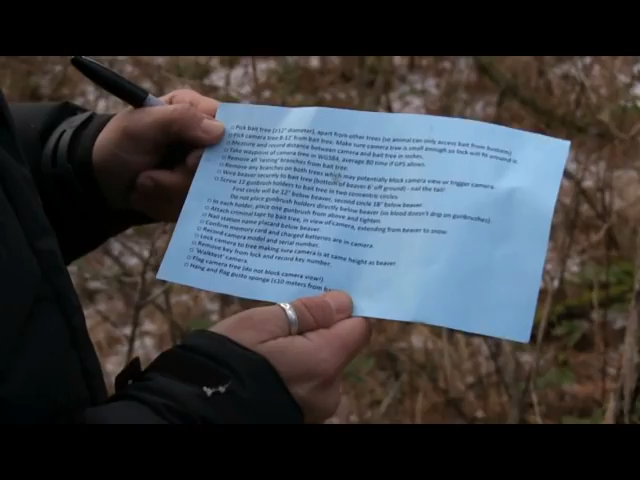 □ Pick bait tree (≥12" diameter), apart from other trees (so animal can only access bait from bottom)
□ Pick camera tree 8-12' from bait tree. Make sure camera tree is small enough so lock will fit around it.
□ Measure and record distance between camera and bait tree in inches.
□ Take waypoint of camera tree in WGS84, average 80 time if GPS allows.
□ Remove all 'resting' branches from bait tree.
□ Remove any branches on both trees which may potentially block camera view or trigger camera.
□ Wire beaver securely to bait tree (bottom of beaver 6' off ground) - nail the tail!
□ Screw 12 gunbrush holders to bait tree in two concentric circles
First circle will be 12" below beaver, second circle 18" below beaver
Do not place gunbrush holders directly below beaver (so blood doesn't drip on gunbrushes)
□ In each holder, place one gunbrush from above and tighten.
□ Attach criminal tape to bait tree, in view of camera, extending from beaver to snow
□ Nail station name placard below beaver.
□ Confirm memory card and charged batteries are in camera.
□ Record camera model and serial number.
□ Lock camera to tree making sure camera is at same height as beaver
□ Remove key from lock and record key number.
□ 'Walktest' camera.
□ Flag camera tree (do not block camera view!)
□ Hang and flag gusto sponge (≤10 meters from